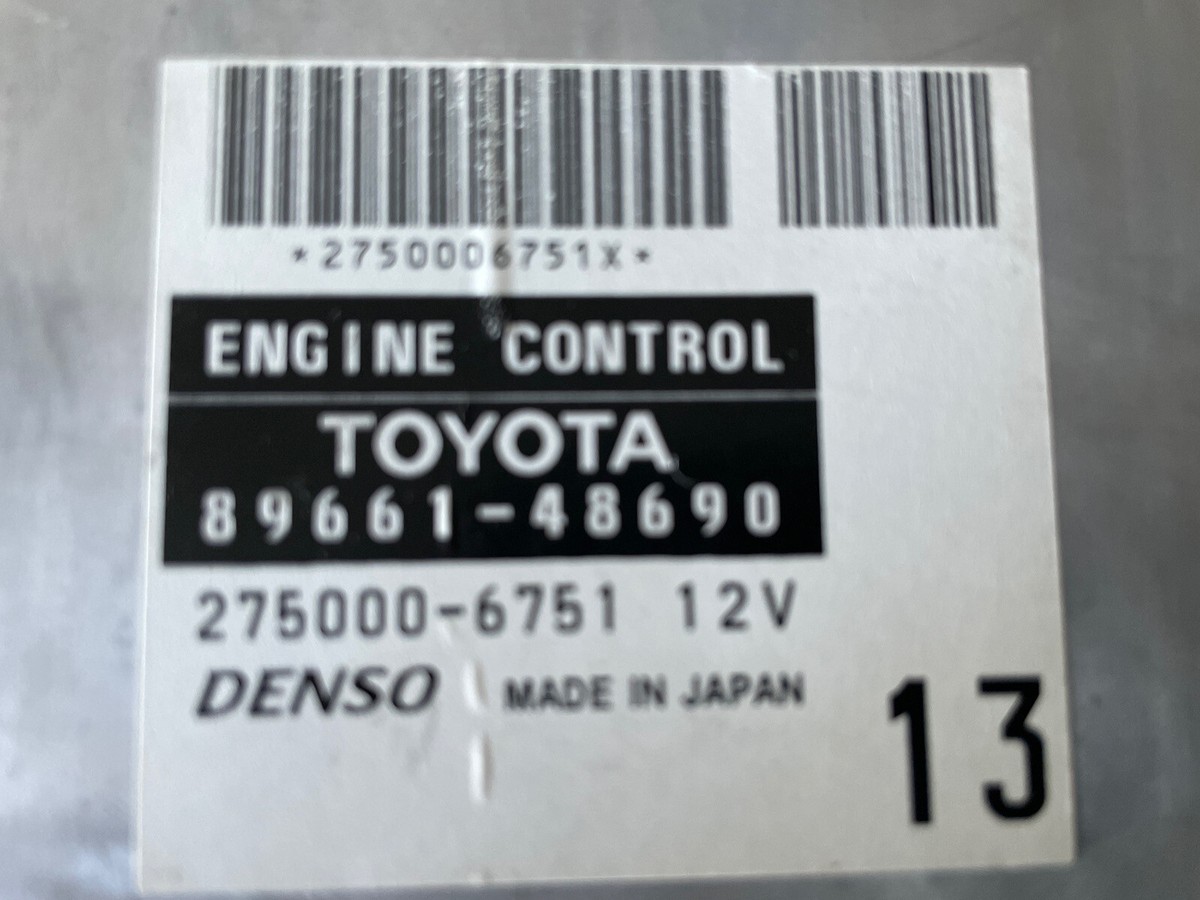 *2750006751X*
ENGINE CONTROL
TOYOTA
89661-48690
275000-6751 12V
DENSO MADE IN JAPAN
13